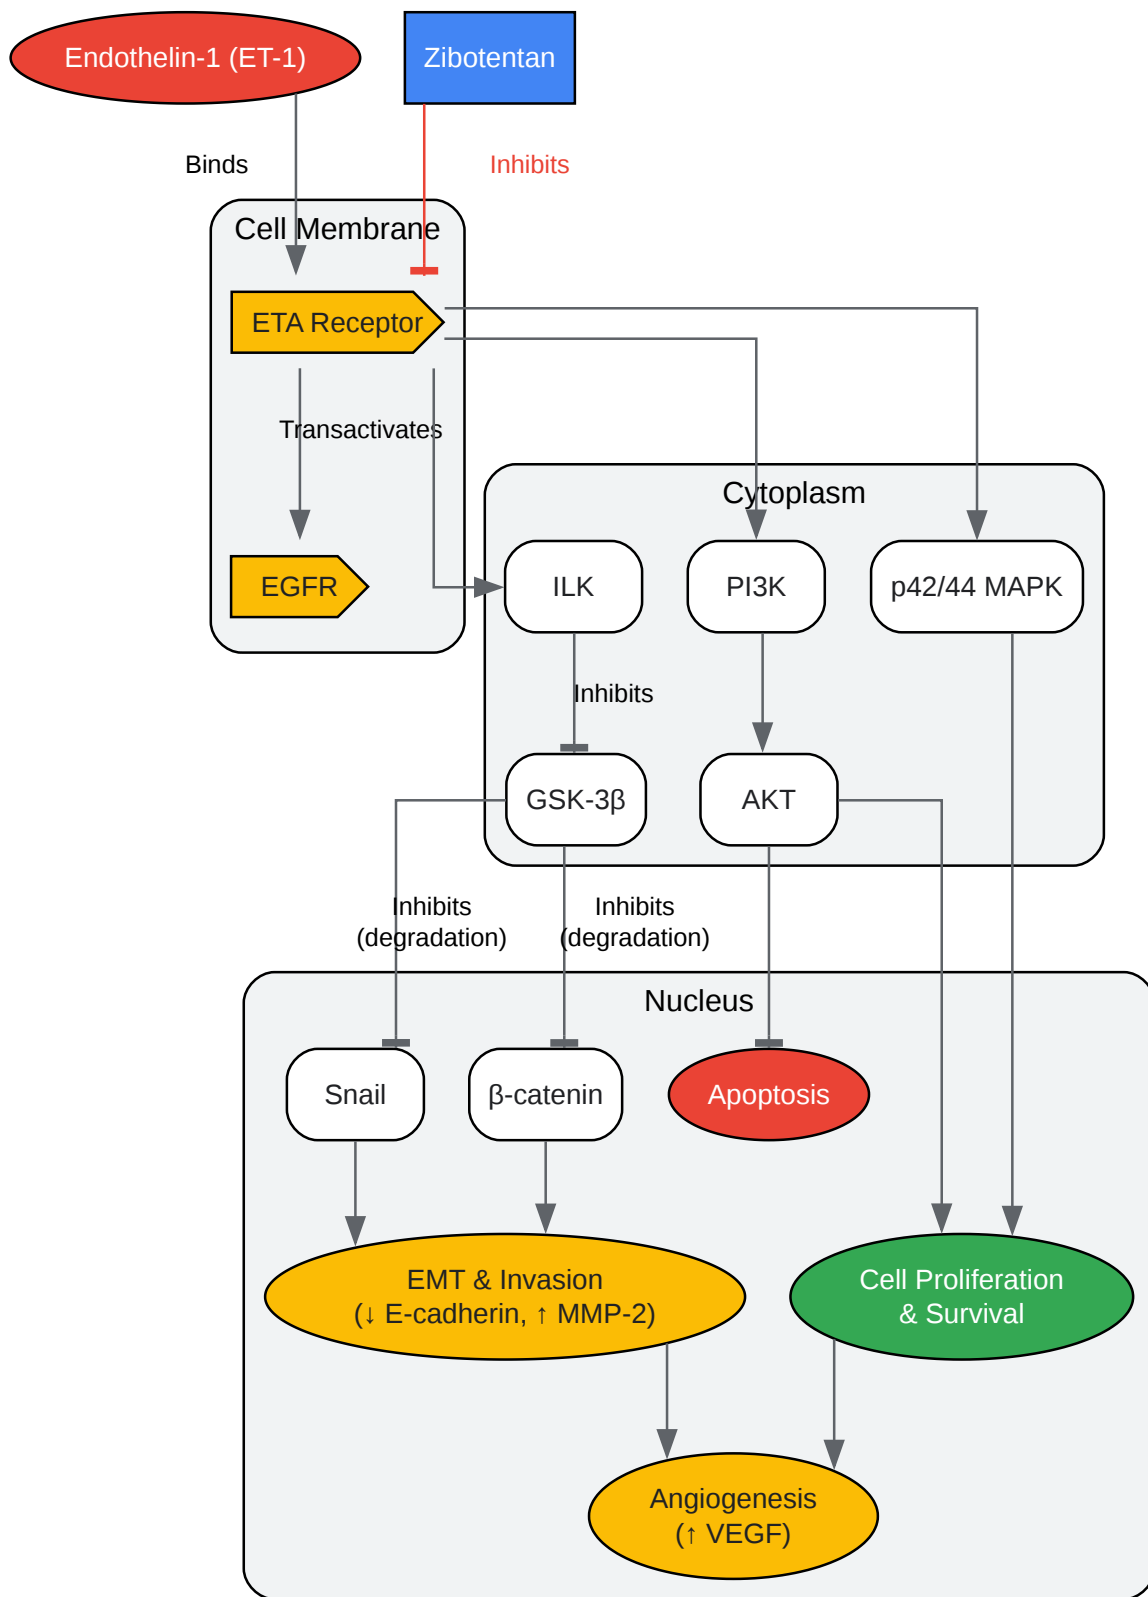 Endothelin-1 (ET-1)
Zibotentan
Binds
Inhibits
Cell Membrane
ETA Receptor
Transactivates
Cytoplasm
EGFR
ILK
PI3K
p42/44 MAPK
Inhibits
GSK-3β
AKT
Inhibits
(degradation)
Inhibits
(degradation)
Nucleus
Snail
β-catenin
Apoptosis
EMT & Invasion
(↓ E-cadherin, ↑ MMP-2)
Cell Proliferation
& Survival
Angiogenesis
(↑ VEGF)